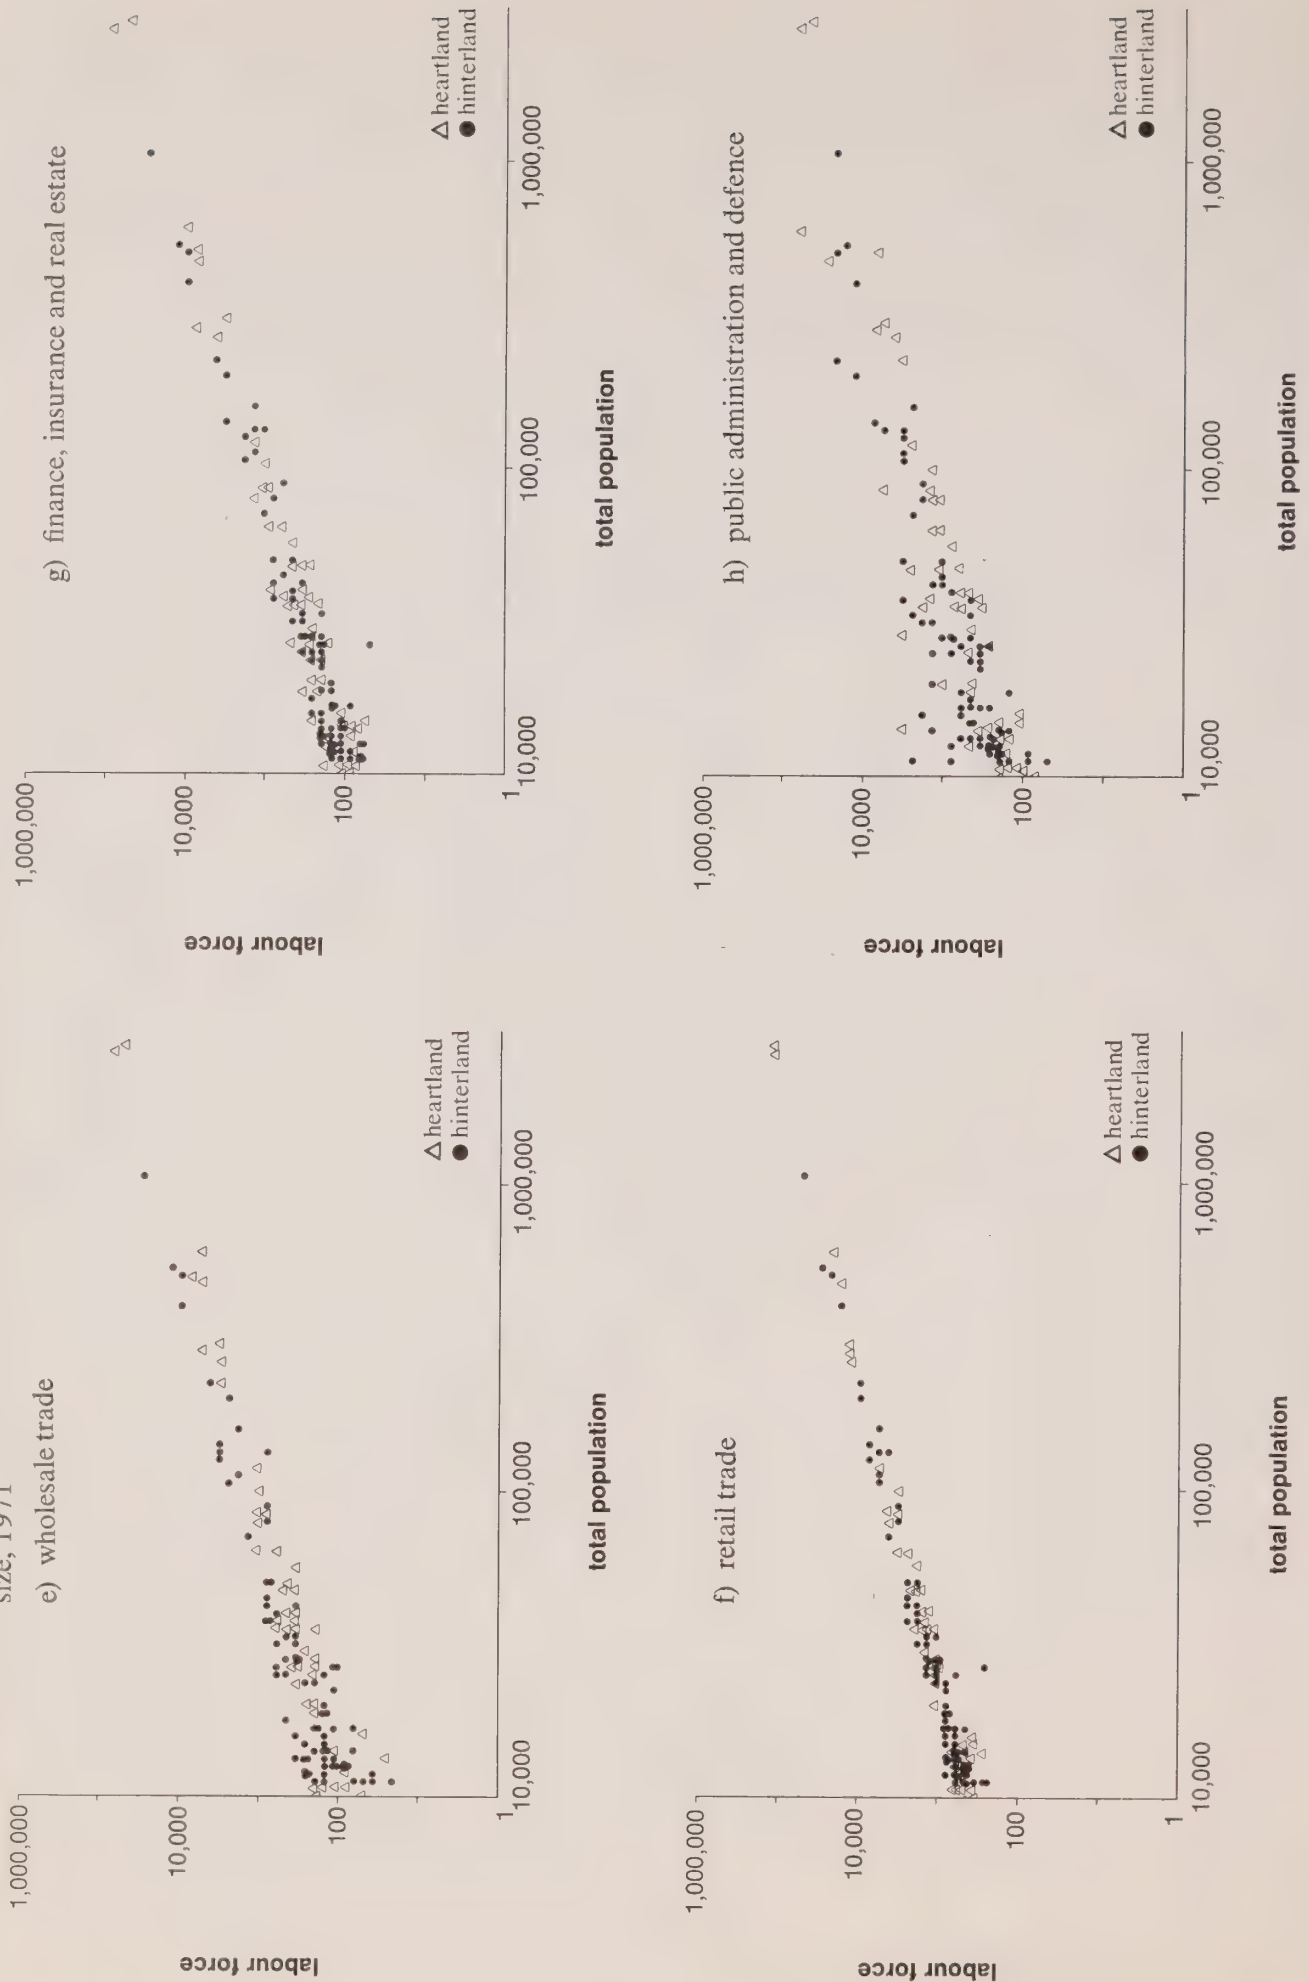 size, 1971
e) wholesale trade
1,000,000
10,000
100
1
labour force
10,000
100,000
1,000,000
total population
△ heartland
● hinterland
f) retail trade
1,000,000
10,000
100
1
labour force
10,000
100,000
1,000,000
total population
△ heartland
● hinterland
g) finance, insurance and real estate
1,000,000
10,000
100
1
labour force
10,000
100,000
1,000,000
total population
△ heartland
● hinterland
h) public administration and defence
1,000,000
10,000
100
1
labour force
10,000
100,000
1,000,000
total population
△ heartland
● hinterland